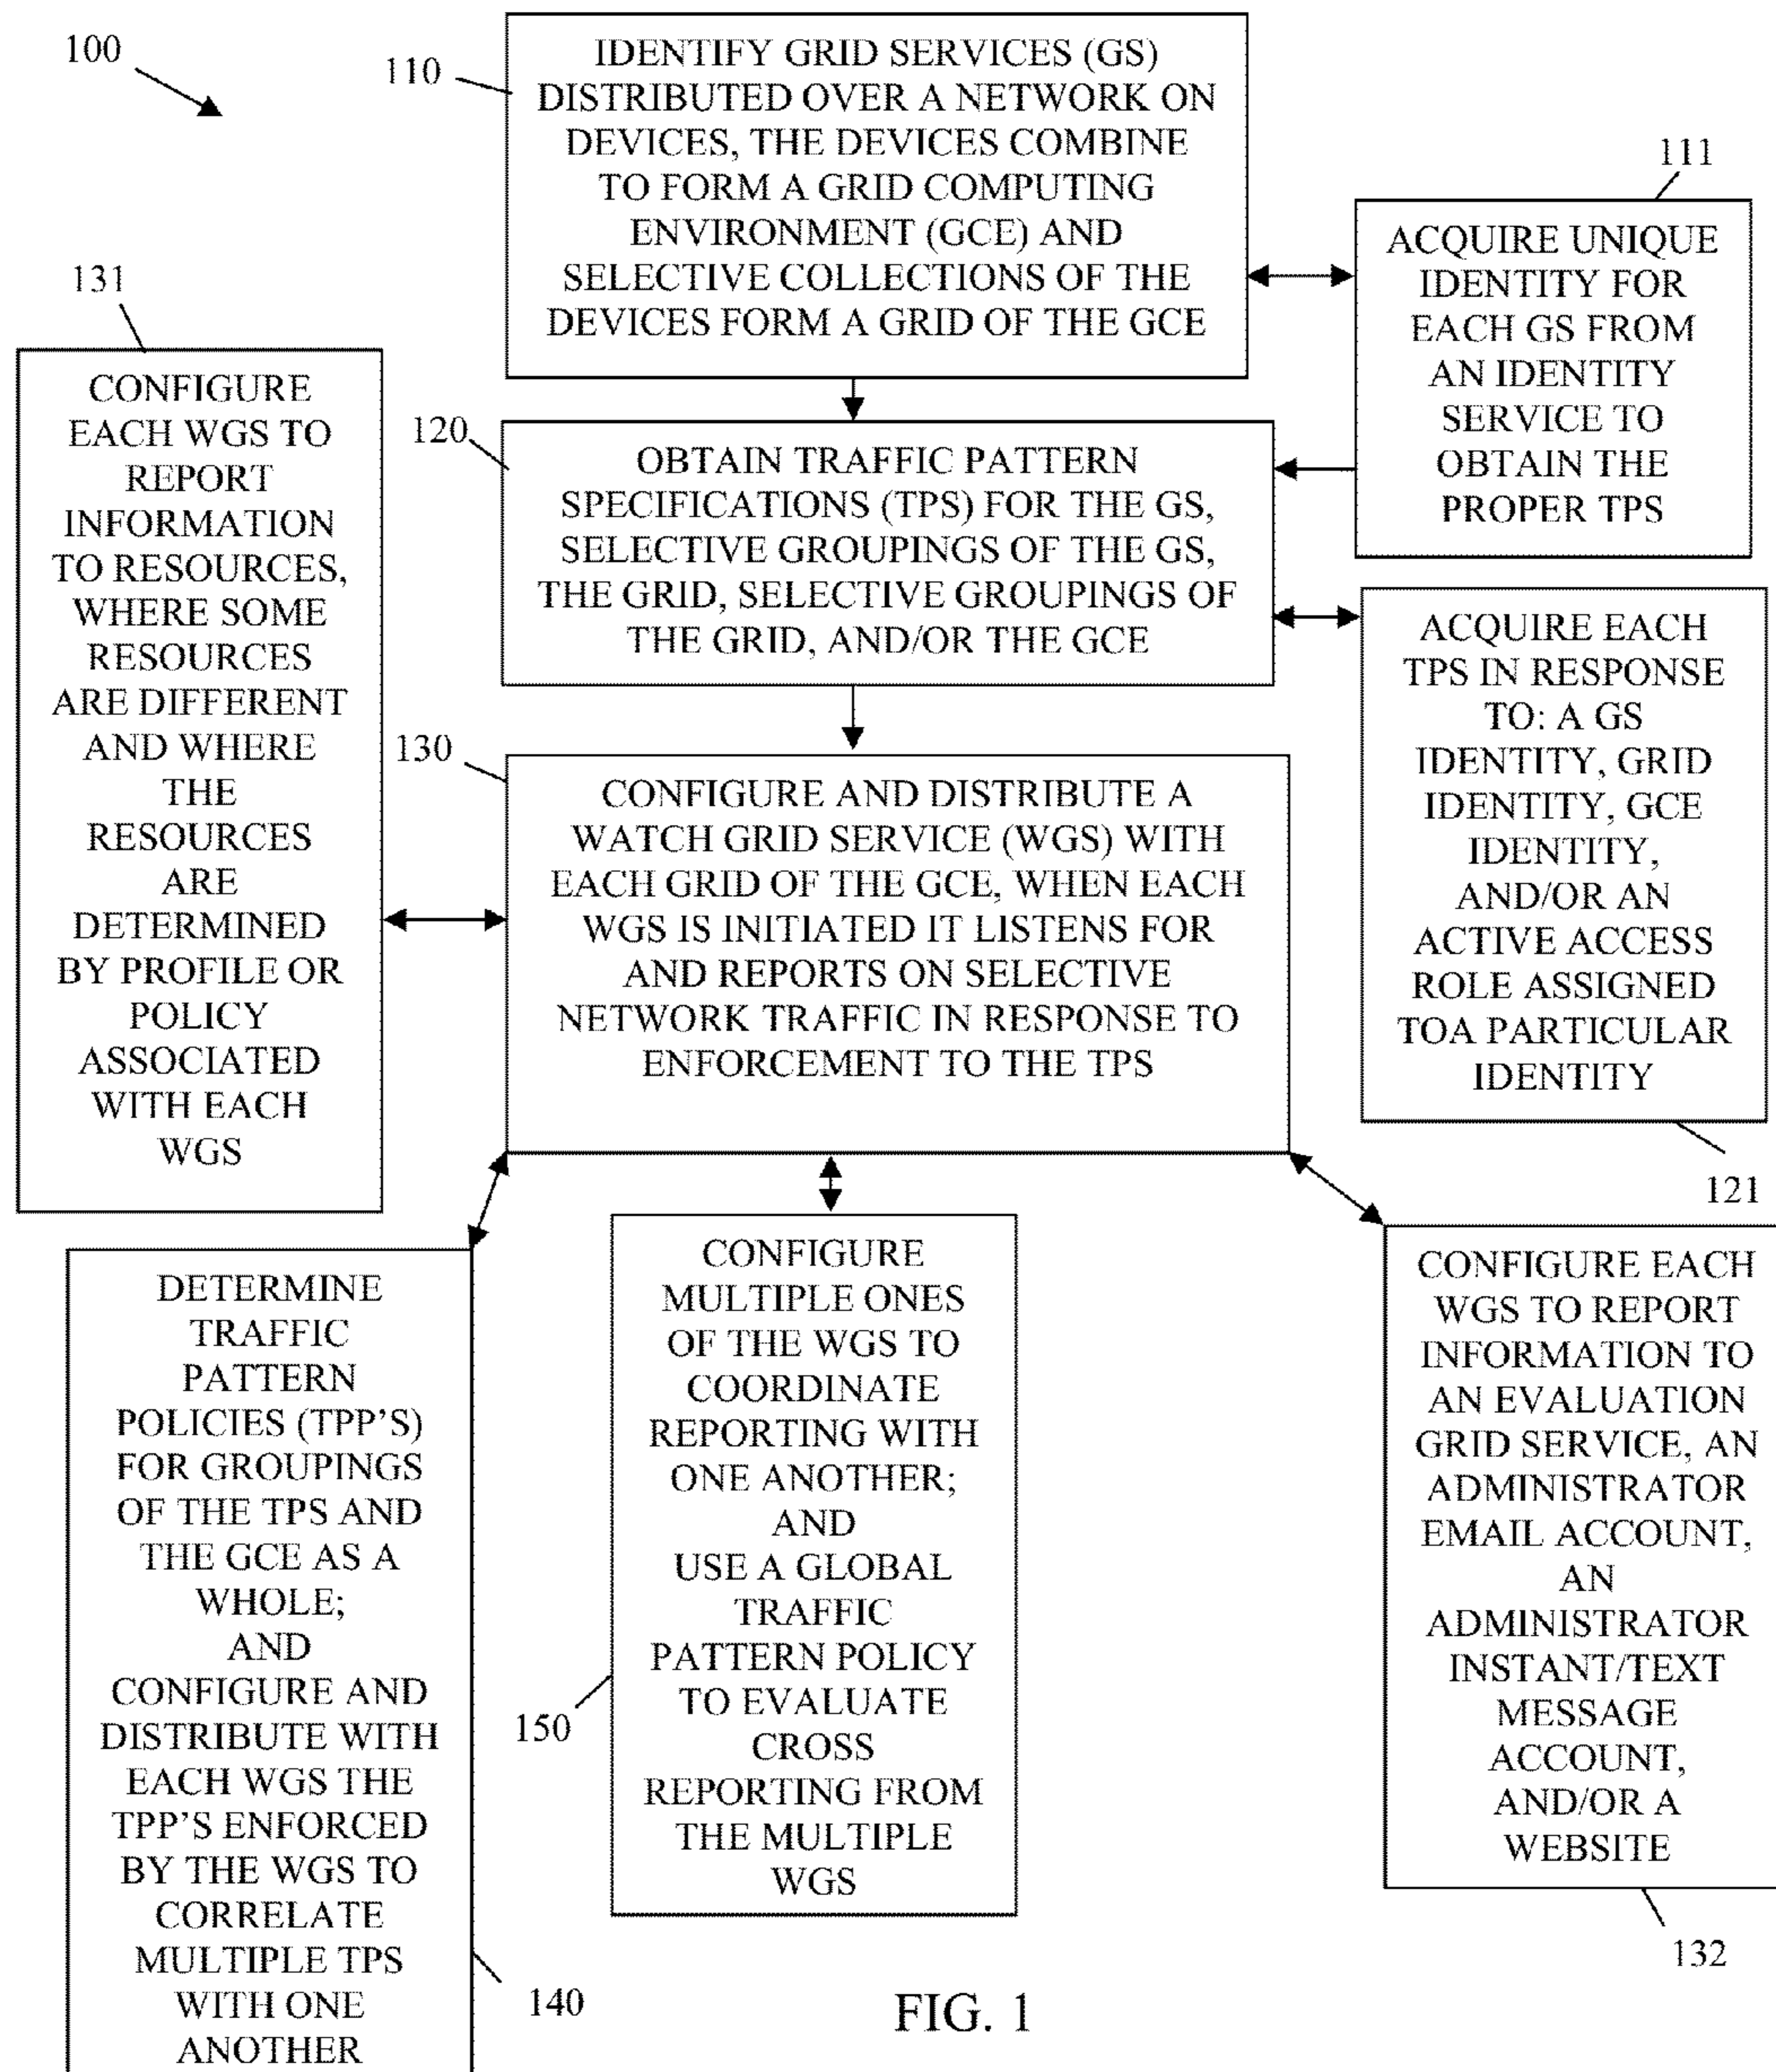 100
110
IDENTIFY GRID SERVICES (GS)
DISTRIBUTED OVER A NETWORK ON
DEVICES, THE DEVICES COMBINE
TO FORM A GRID COMPUTING
ENVIRONMENT (GCE) AND
SELECTIVE COLLECTIONS OF THE
DEVICES FORM A GRID OF THE GCE
111
ACQUIRE UNIQUE
IDENTITY FOR
EACH GS FROM
AN IDENTITY
SERVICE TO
OBTAIN THE
PROPER TPS
120
OBTAIN TRAFFIC PATTERN
SPECIFICATIONS (TPS) FOR THE GS,
SELECTIVE GROUPINGS OF THE GS,
THE GRID, SELECTIVE GROUPINGS OF
THE GRID, AND/OR THE GCE
ACQUIRE EACH
TPS IN RESPONSE
TO: A GS
IDENTITY, GRID
IDENTITY, GCE
IDENTITY,
AND/OR AN
ACTIVE ACCESS
ROLE ASSIGNED
TOA PARTICULAR
IDENTITY
121
131
CONFIGURE
EACH WGS TO
REPORT
INFORMATION
TO RESOURCES,
WHERE SOME
RESOURCES
ARE DIFFERENT
AND WHERE
THE
RESOURCES
ARE
DETERMINED
BY PROFILE OR
POLICY
ASSOCIATED
WITH EACH
WGS
130
CONFIGURE AND DISTRIBUTE A
WATCH GRID SERVICE (WGS) WITH
EACH GRID OF THE GCE, WHEN EACH
WGS IS INITIATED IT LISTENS FOR
AND REPORTS ON SELECTIVE
NETWORK TRAFFIC IN RESPONSE TO
ENFORCEMENT TO THE TPS
DETERMINE
TRAFFIC
PATTERN
POLICIES (TPP'S)
FOR GROUPINGS
OF THE TPS AND
THE GCE AS A
WHOLE;
AND
CONFIGURE AND
DISTRIBUTE WITH
EACH WGS THE
TPP'S ENFORCED
BY THE WGS TO
CORRELATE
MULTIPLE TPS
WITH ONE
ANOTHER
140
CONFIGURE
MULTIPLE ONES
OF THE WGS TO
COORDINATE
REPORTING WITH
ONE ANOTHER;
AND
USE A GLOBAL
TRAFFIC
PATTERN POLICY
TO EVALUATE
CROSS
REPORTING FROM
THE MULTIPLE
WGS
150
CONFIGURE EACH
WGS TO REPORT
INFORMATION TO
AN EVALUATION
GRID SERVICE, AN
ADMINISTRATOR
EMAIL ACCOUNT,
AN
ADMINISTRATOR
INSTANT/TEXT
MESSAGE
ACCOUNT,
AND/OR A
WEBSITE
132
FIG. 1